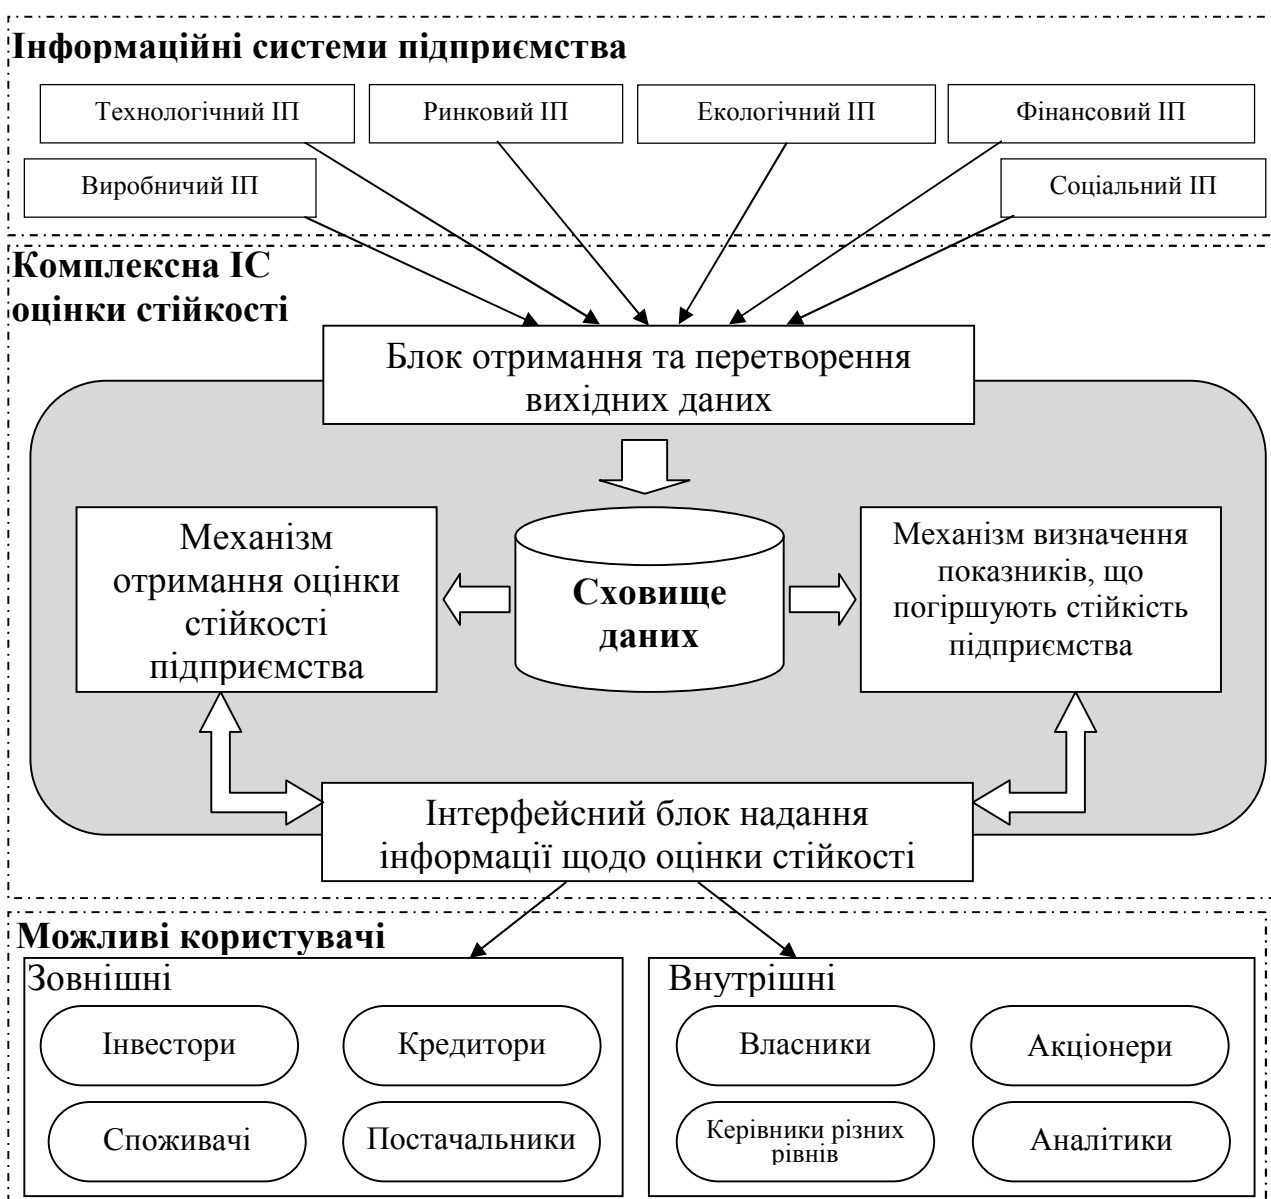 Інформаційні системи підприємства
Технологічний ІП
Ринковий ІП
Екологічний ІП
Фінансовий ІП
Виробничий ІП
Соціальний ІП
Комплексна ІС
оцінки стійкості
Блок отримання та перетворення
вихідних даних
Механізм
отримання оцінки
стійкості
підприємства
Сховище
даних
Механізм визначення
показників, що
погіршують стійкість
підприємства
Інтерфейсний блок надання
інформації щодо оцінки стійкості
Можливі користувачі
Зовнішні
Інвестори
Кредитори
Споживачі
Постачальники
Внутрішні
Власники
Акціонери
Керівники різних
рівнів
Аналітики